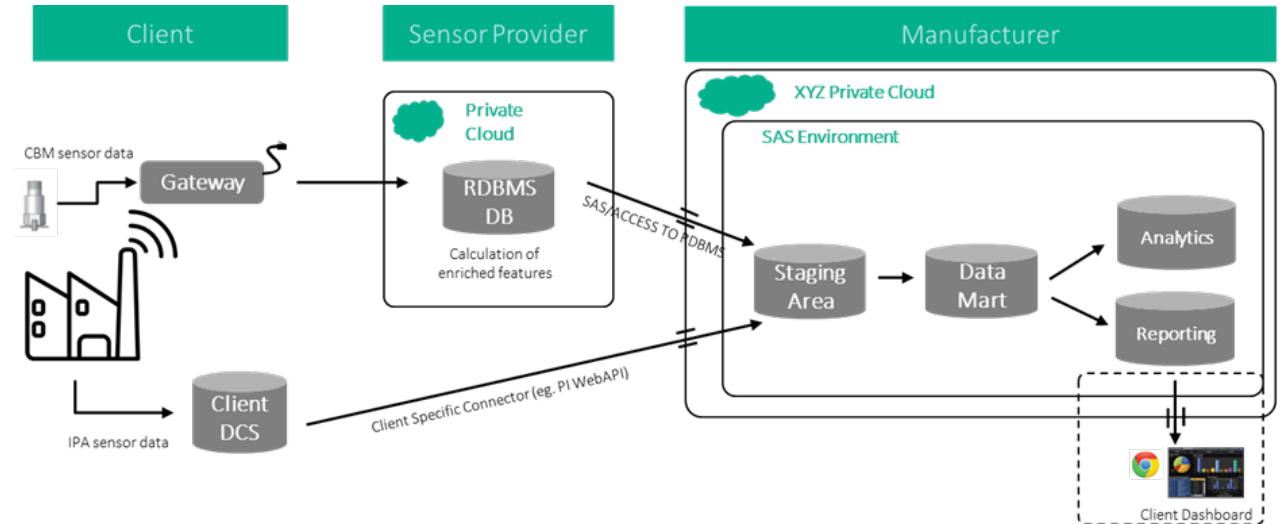 Client
Sensor Provider
Manufacturer
XYZ Private Cloud
Private
Cloud
SAS Environment
CBM sensor data
Gateway
RDBMS
DB
SAS/ACCESS TO RDBMS
Calculation of
enriched features
Staging
Area
Data
Mart
Analytics
Reporting
Client
DCS
Client Specific Connector (eg. PI WebAPI)
IPA sensor data
Client Dashboard